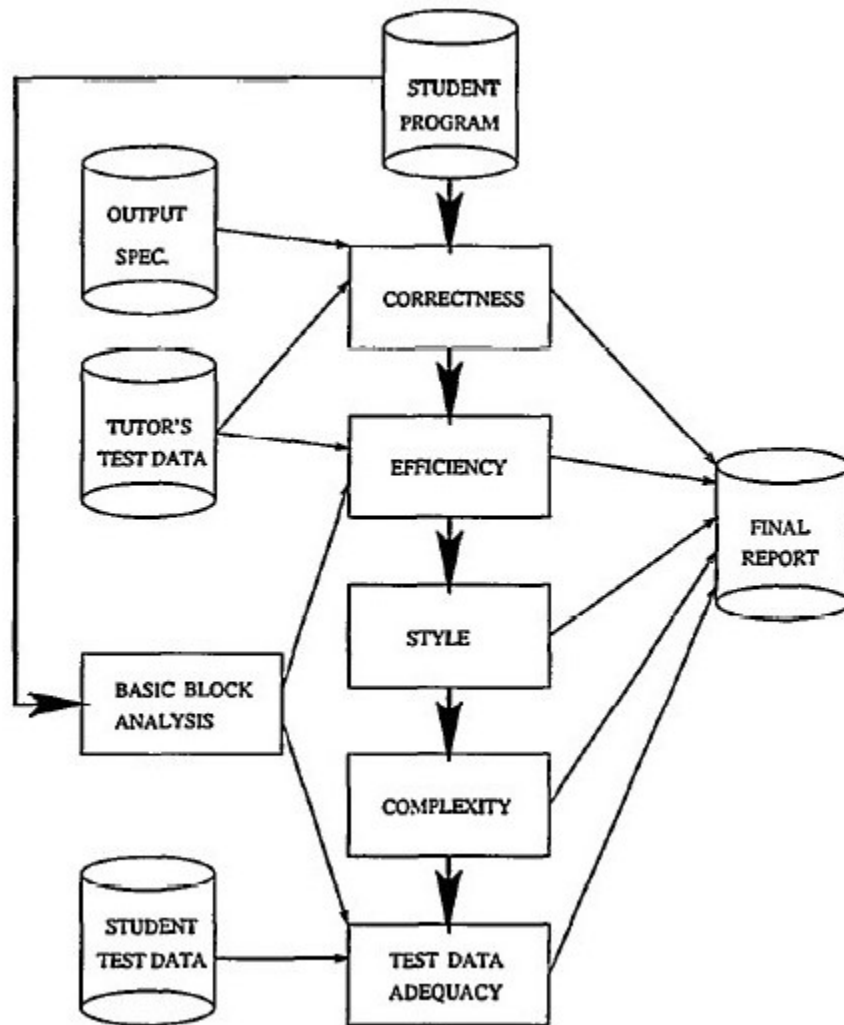 STUDENT
PROGRAM
OUTPUT
SPEC.
CORRECTNESS
TUTOR'S
TEST DATA
EFFICIENCY
FINAL
REPORT
STYLE
BASIC BLOCK
ANALYSIS
COMPLEXITY
STUDENT
TEST DATA
TEST DATA
ADEQUACY